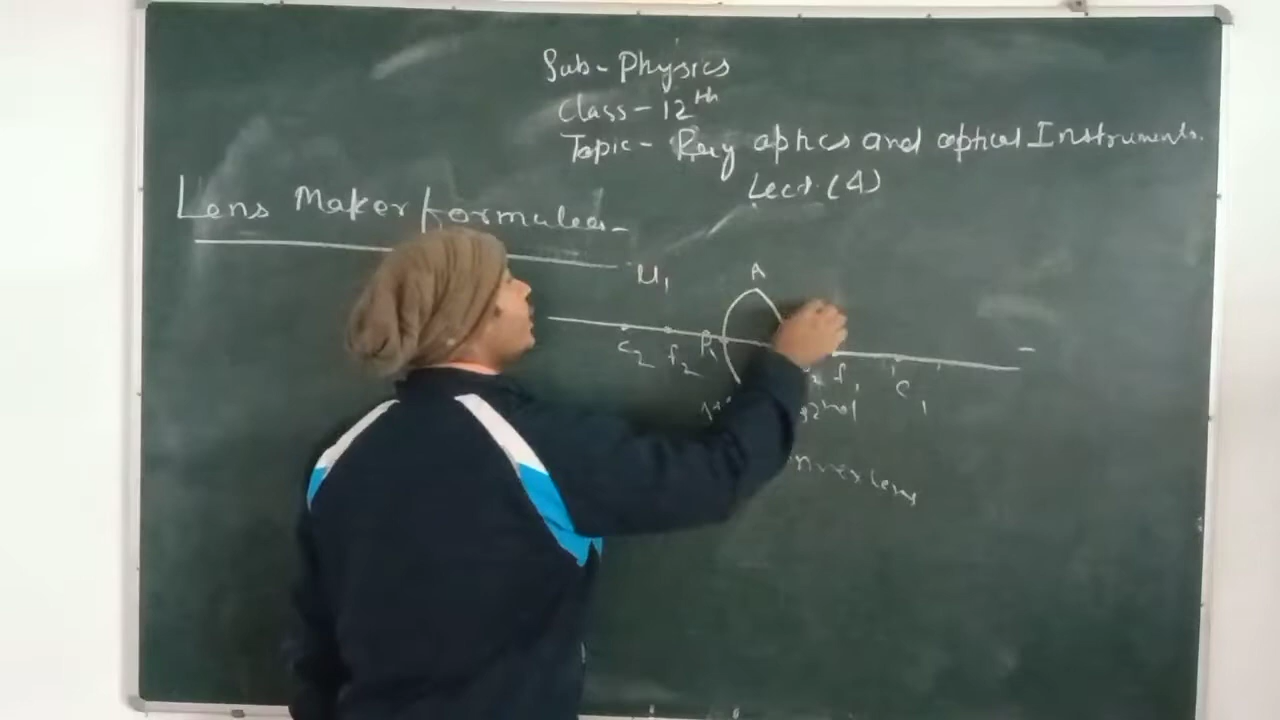 Sub- Physics
Class- 12th
Topic- Ray optics and optical Instruments.
Lect. (4)
Lens Maker formulea-
μ1
A
C2 f2 P1
f1 C1
Lens